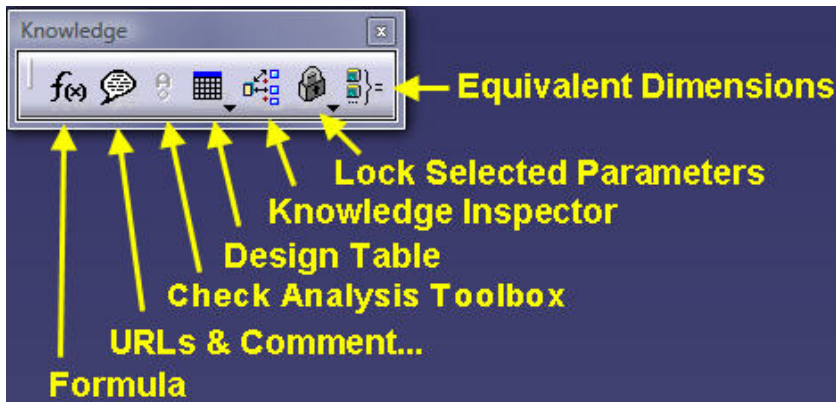 Knowledge
f(x)
Equivalent Dimensions
Lock Selected Parameters
Knowledge Inspector
Design Table
Check Analysis Toolbox
URLs & Comment...
Formula